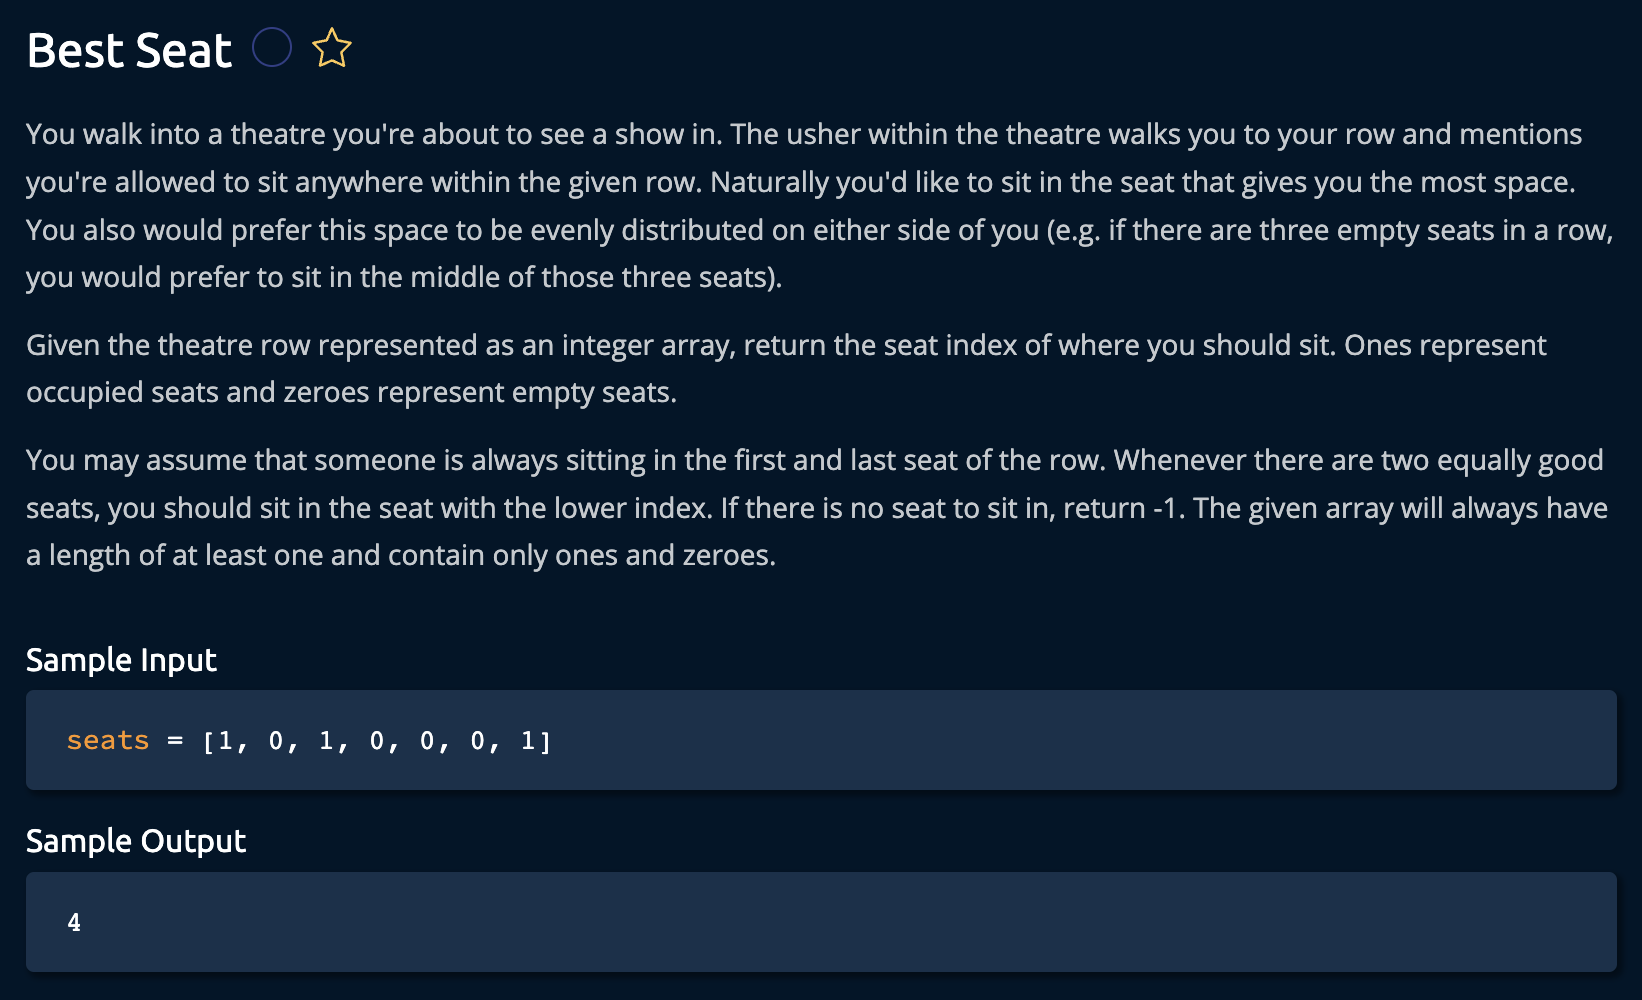 Best Seat
You walk into a theatre you're about to see a show in. The usher within the theatre walks you to your row and mentions
you're allowed to sit anywhere within the given row. Naturally you'd like to sit in the seat that gives you the most space.
You also would prefer this space to be evenly distributed on either side of you (e.g. if there are three empty seats in a row,
you would prefer to sit in the middle of those three seats).
Given the theatre row represented as an integer array, return the seat index of where you should sit. Ones represent
occupied seats and zeroes represent empty seats.
You may assume that someone is always sitting in the first and last seat of the row. Whenever there are two equally good
seats, you should sit in the seat with the lower index. If there is no seat to sit in, return -1. The given array will always have
a length of at least one and contain only ones and zeroes.
Sample Input
seats = [1, 0, 1, 0, 0, 0, 1]
Sample Output
4